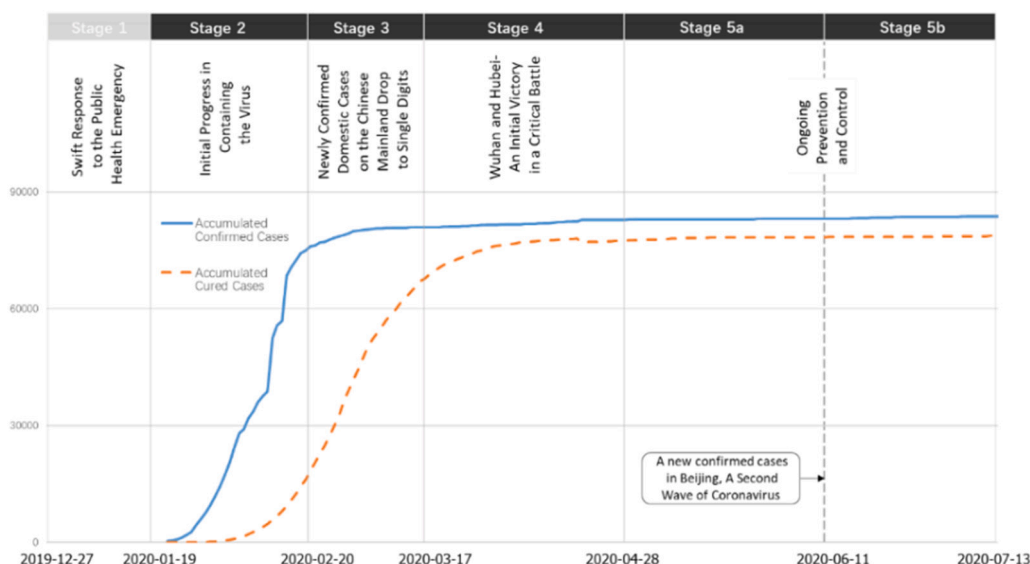 Stage 1
Stage 2
Stage 3
Stage 4
Stage 5a
Stage 5b
Swift Response
to the Public
Health Emergency
Initial Progress in
Containing
the Virus
Newly Confirmed
Domestic Cases
on the Chinese
Mainland Drop
to Single Digits
Wuhan and Hubei-
An Initial Victory
in a Critical Battle
Ongoing
Prevention
and Control
90000
60000
30000
0
Accumulated
Confirmed Cases
Accumulated
Cured Cases
A new confirmed cases
in Beijing, A Second
Wave of Coronavirus
2019-12-27
2020-01-19
2020-02-20
2020-03-17
2020-04-28
2020-06-11
2020-07-13